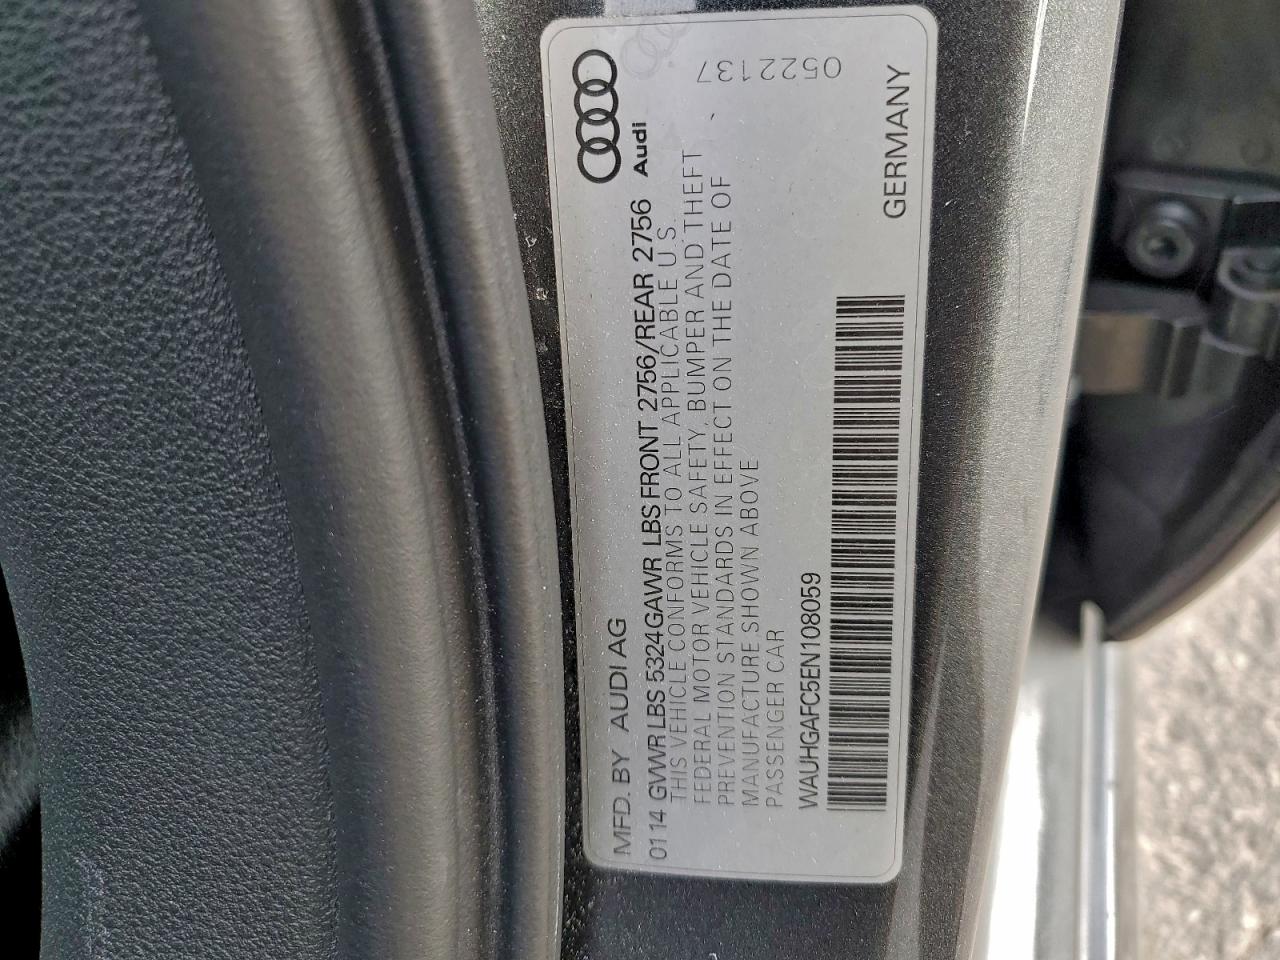 MFD. BY AUDI AG
Audi
0114 GVWR LBS 5324GAWR LBS FRONT 2756/REAR 2756
THIS VEHICLE CONFORMS TO ALL APPLICABLE U.S.
FEDERAL MOTOR VEHICLE SAFETY, BUMPER AND THEFT
PREVENTION STANDARDS IN EFFECT ON THE DATE OF
MANUFACTURE SHOWN ABOVE
PASSENGER CAR
WAUHGAFC5EN108059
GERMANY
0522137